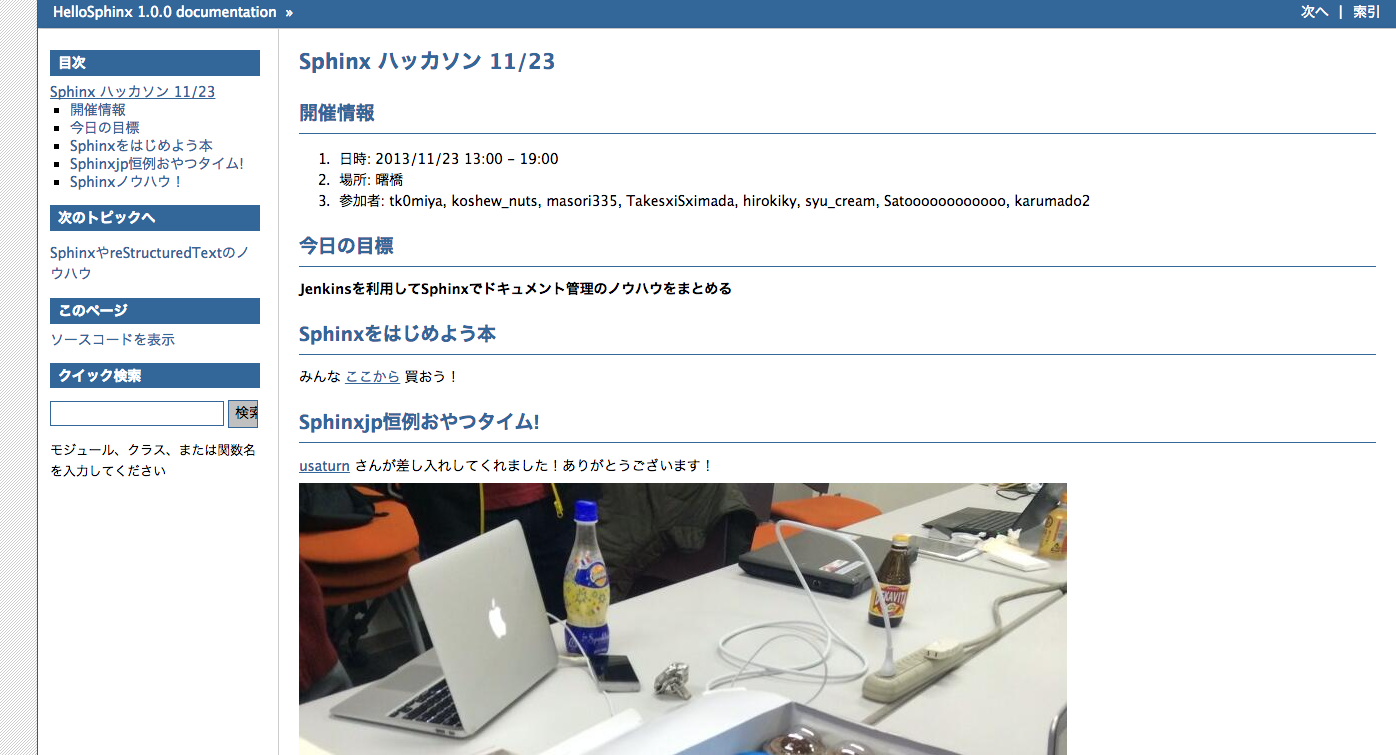 HelloSphinx 1.0.0 documentation »
次へ | 索引
目次
Sphinx ハッカソン 11/23
開催情報
今日の目標
Sphinxをはじめよう本
Sphinxjp恒例おやつタイム!
Sphinxノウハウ！
次のトピックへ
SphinxやreStructuredTextのノ
ウハウ
このページ
ソースコードを表示
クイック検索
検索
モジュール、クラス、または関数名
を入力してください
Sphinx ハッカソン 11/23
開催情報
1. 日時: 2013/11/23 13:00 – 19:00
2. 場所: 曙橋
3. 参加者: tk0miya, koshew_nuts, masori335, TakesxiSximada, hirokiky, syu_cream, Satoooooooooooo, karumado2
今日の目標
Jenkinsを利用してSphinxでドキュメント管理のノウハウをまとめる
Sphinxをはじめよう本
みんな ここから 買おう！
Sphinxjp恒例おやつタイム!
usaturn さんが差し入れしてくれました！ありがとうございます！
DEKAVITA